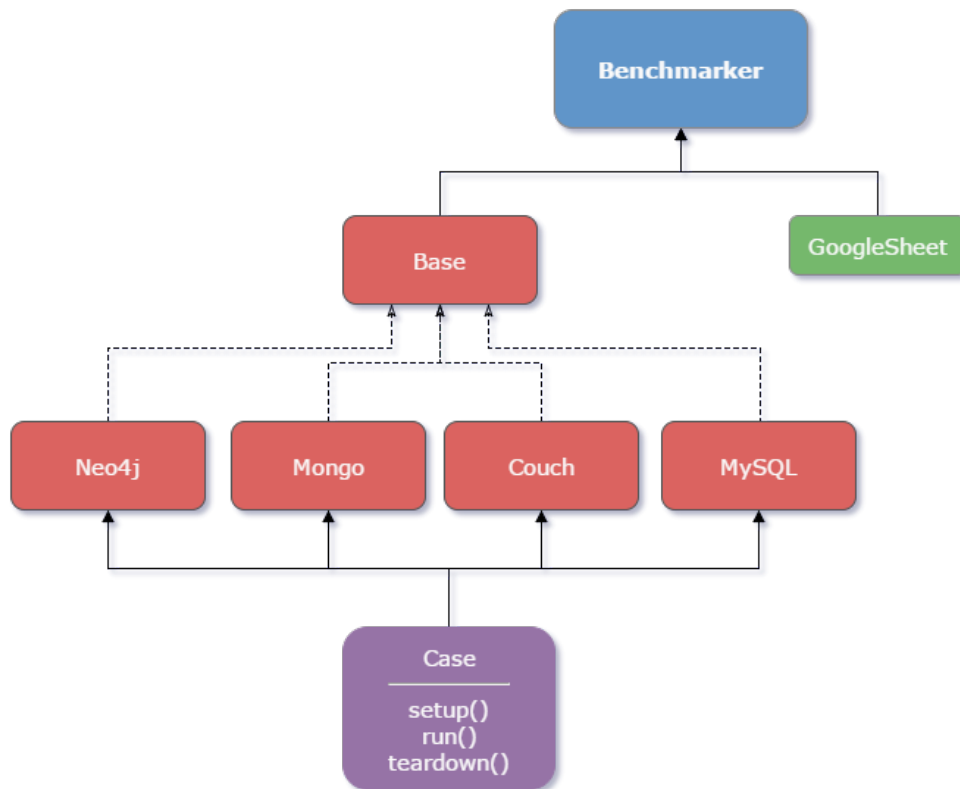 Benchmarker
Base
GoogleSheet
Neo4j
Mongo
Couch
MySQL
Case
setup()
run()
teardown()